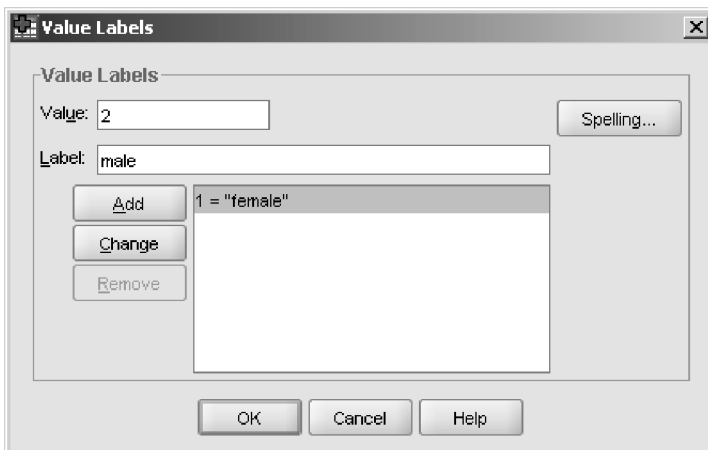 Value Labels
Value Labels
Value: 2
Spelling...
Label: male
Add
1 = "female"
Change
Remove
OK Cancel Help